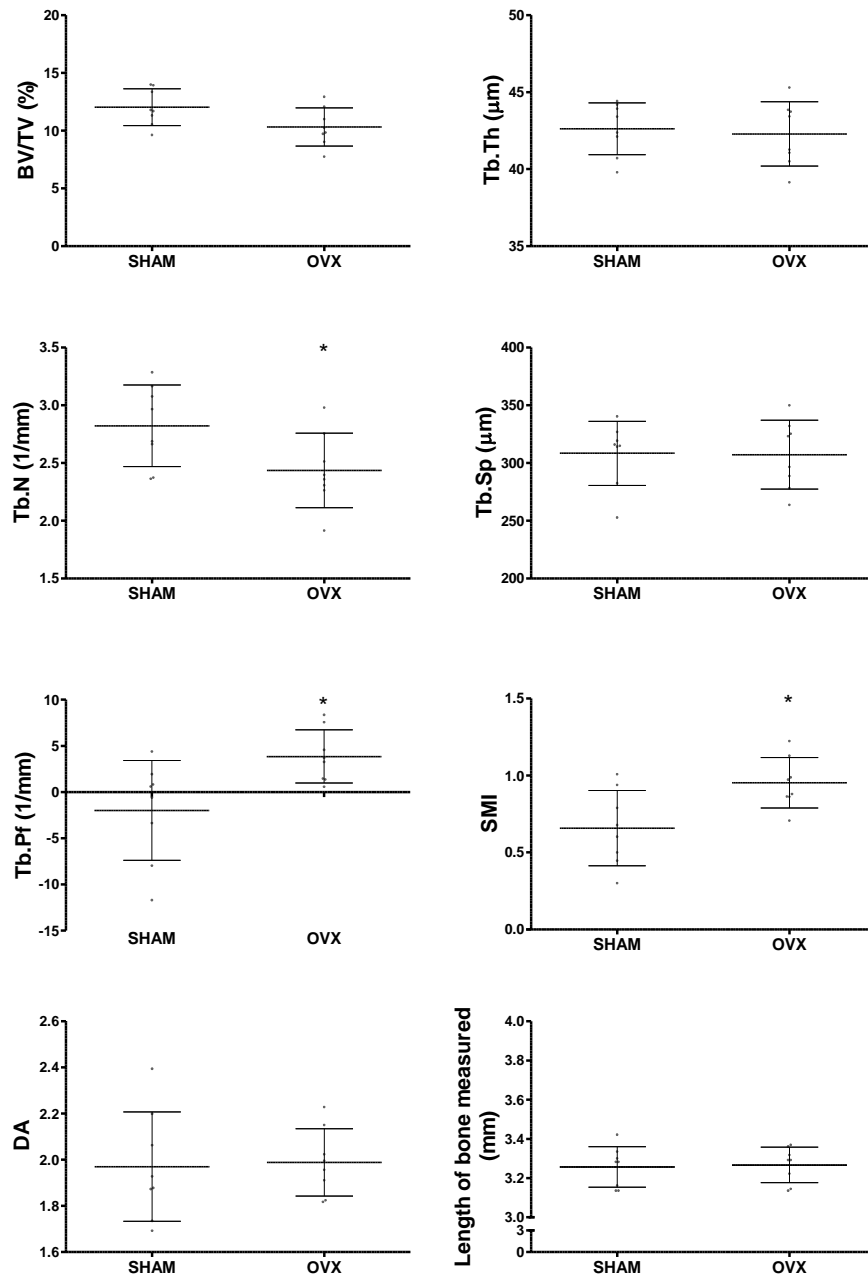 BV/TV (%)
20
15
10
5
0
SHAM
OVX
Tb.Th (μm)
50
45
40
35
SHAM
OVX
Tb.N (1/mm)
3.5
3.0
2.5
2.0
1.5
*
SHAM
OVX
Tb.Sp (μm)
400
350
300
250
200
SHAM
OVX
Tb.Pf (1/mm)
10
5
0
-5
-10
-15
*
SHAM
OVX
SMI
1.5
1.0
0.5
0.0
*
SHAM
OVX
DA
2.6
2.4
2.2
2.0
1.8
1.6
SHAM
OVX
Length of bone measured
(mm)
4.0
3.8
3.6
3.4
3.2
3.0
3
0
SHAM
OVX